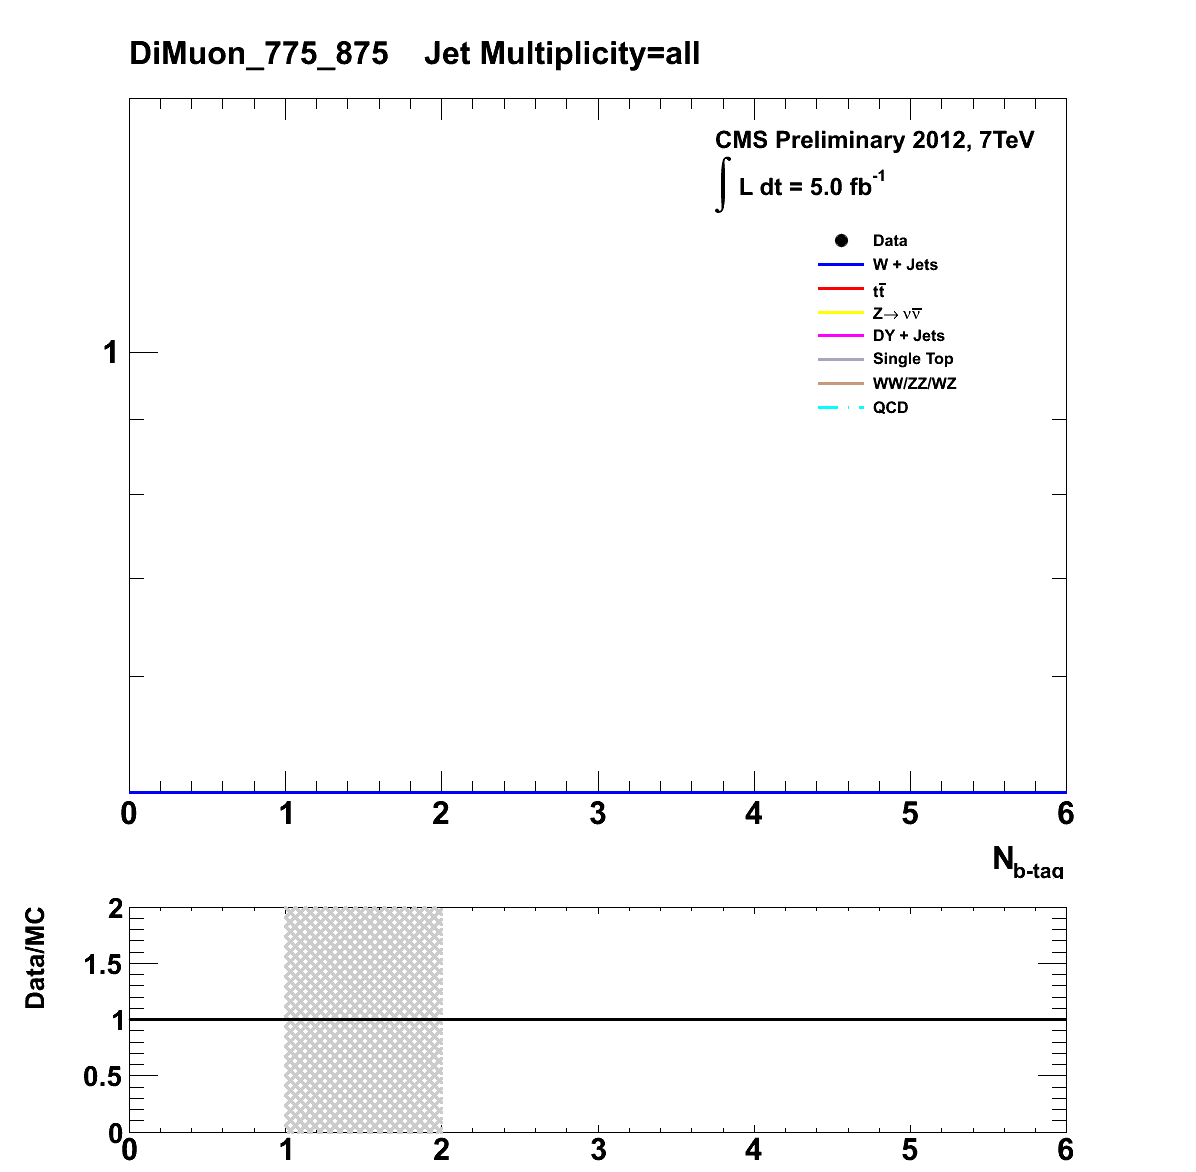 DiMuon_775_875 Jet Multiplicity=all
CMS Preliminary 2012, 7TeV
∫ L dt = 5.0 fb⁻¹
Data
W + Jets
tt̅
Z→ νν̅
DY + Jets
Single Top
WW/ZZ/WZ
QCD
1
0 1 2 3 4 5 6
N_b-tag
Data/MC
2
1.5
1
0.5
0
0 1 2 3 4 5 6